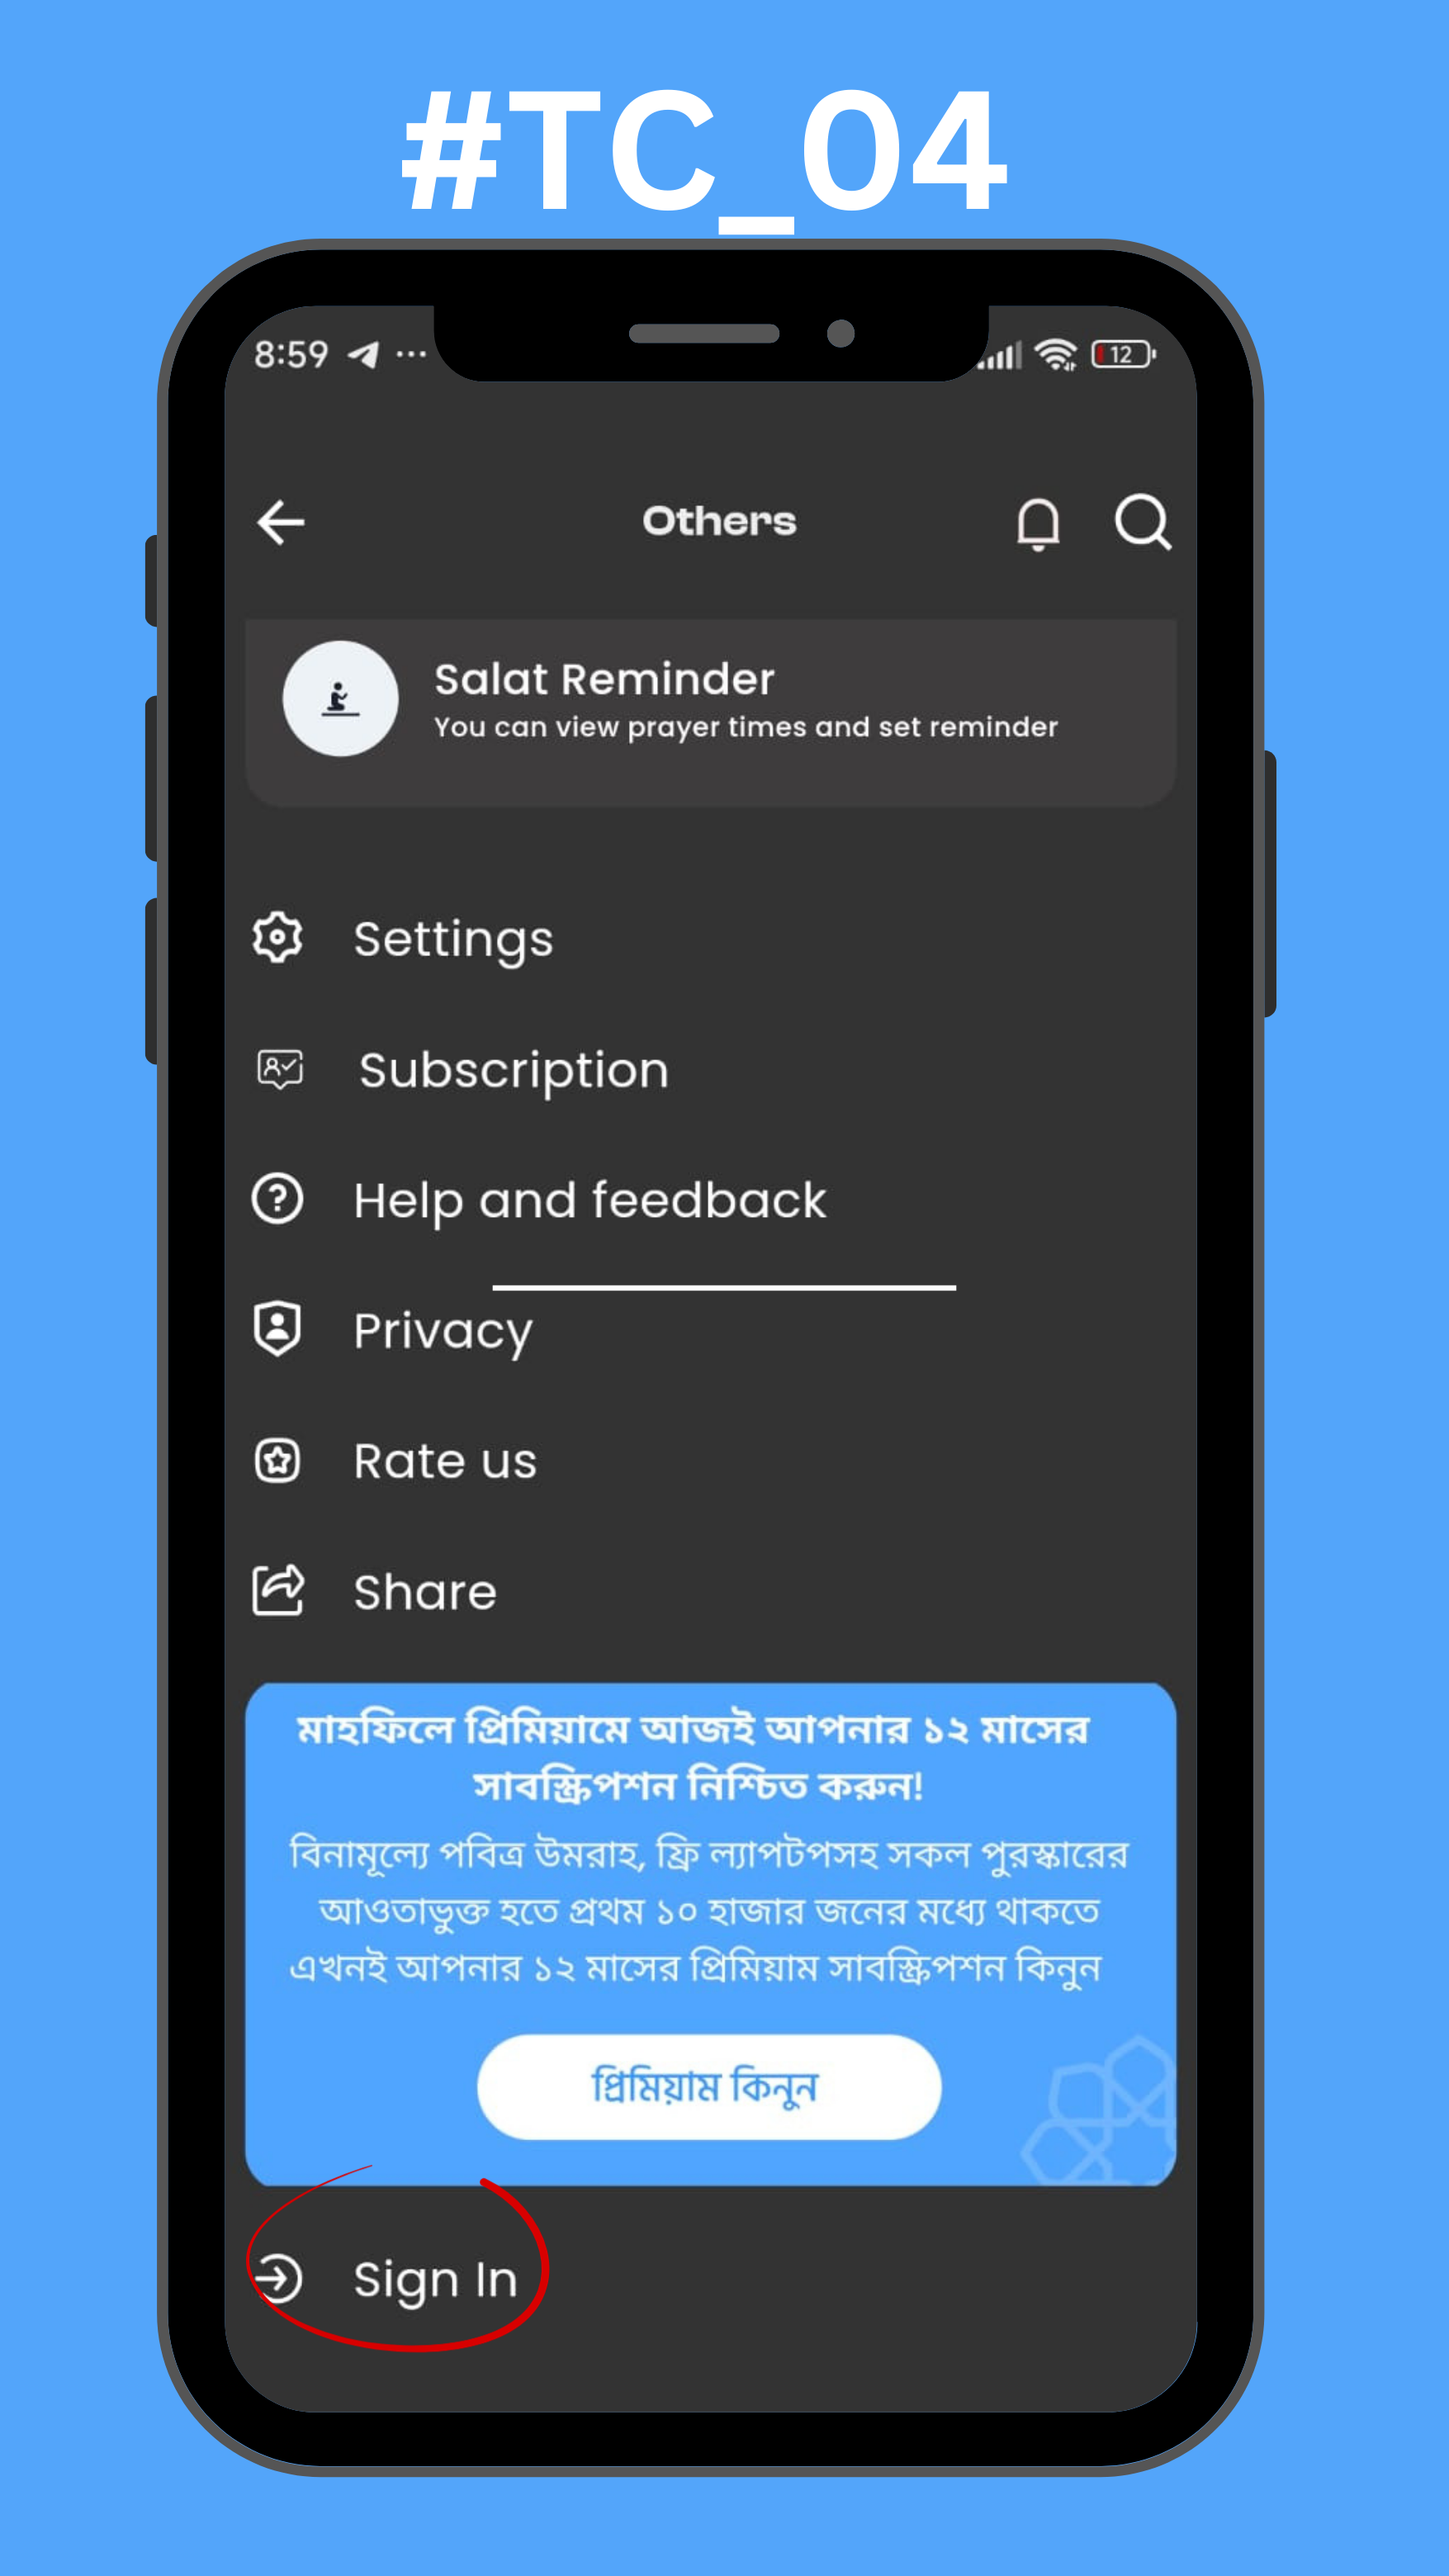 #TC_04
8:59 ...
12
Others
Salat Reminder
You can view prayer times and set reminder
Settings
Subscription
Help and feedback
Privacy
Rate us
Share
মাহফিলে প্রিমিয়ামে আজই আপনার ১২ মাসের
সাবস্ক্রিপশন নিশ্চিত করুন!
বিনামূল্যে পবিত্র উমরাহ, ফ্রি ল্যাপটপসহ সকল পুরস্কারের
আওতাভুক্ত হতে প্রথম ১০ হাজার জনের মধ্যে থাকতে
এখনই আপনার ১২ মাসের প্রিমিয়াম সাবস্ক্রিপশন কিনুন
প্রিমিয়াম কিনুন
Sign In